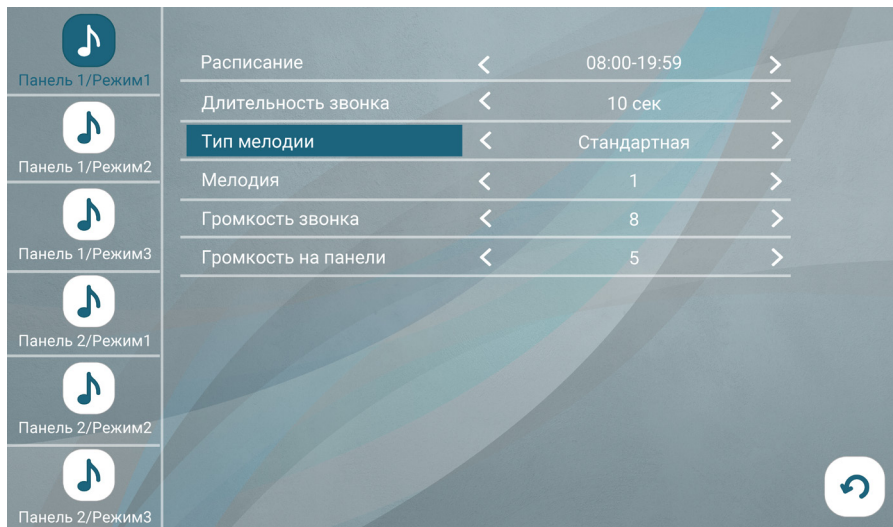 Панель 1/Режим1
Панель 1/Режим2
Панель 1/Режим3
Панель 2/Режим1
Панель 2/Режим2
Панель 2/Режим3
Расписание 08:00-19:59
Длительность звонка 10 сек
Тип мелодии Стандартная
Мелодия 1
Громкость звонка 8
Громкость на панели 5